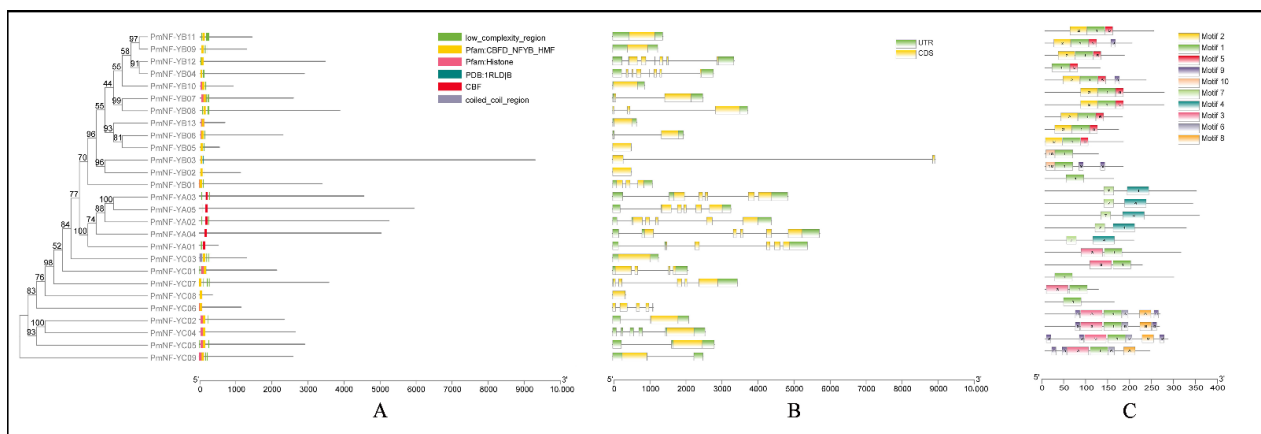 PmNF-YB11
PmNF-YB09
PmNF-YB12
PmNF-YB04
PmNF-YB10
PmNF-YB07
PmNF-YB08
PmNF-YB13
PmNF-YB06
PmNF-YB05
PmNF-YB03
PmNF-YB02
PmNF-YB01
PmNF-YA03
PmNF-YA05
PmNF-YA02
PmNF-YA04
PmNF-YA01
PmNF-YC03
PmNF-YC01
PmNF-YC07
PmNF-YC08
PmNF-YC06
PmNF-YC02
PmNF-YC04
PmNF-YC05
PmNF-YC09
97
58
91
55
44
99
55
93
81
96
96
70
100
88
74
77
100
84
52
98
76
83
100
93
low_complexity_region
Pfam:CBFD_NFYB_HMF
Pfam:Histone
PDB:1RLDJB
CBF
coiled_coil_region
5' 3'
0 1000 2000 3000 4000 5000 6000 7000 8000 9000 10.000
A
UTR
CDS
5' 3'
0 1000 2000 3000 4000 5000 6000 7000 8000 9000 10.000
B
Motif 2
Motif 1
Motif 5
Motif 9
Motif 10
Motif 7
Motif 4
Motif 3
Motif 6
Motif 8
5' 3'
0 50 100 150 200 250 300 350 400
C